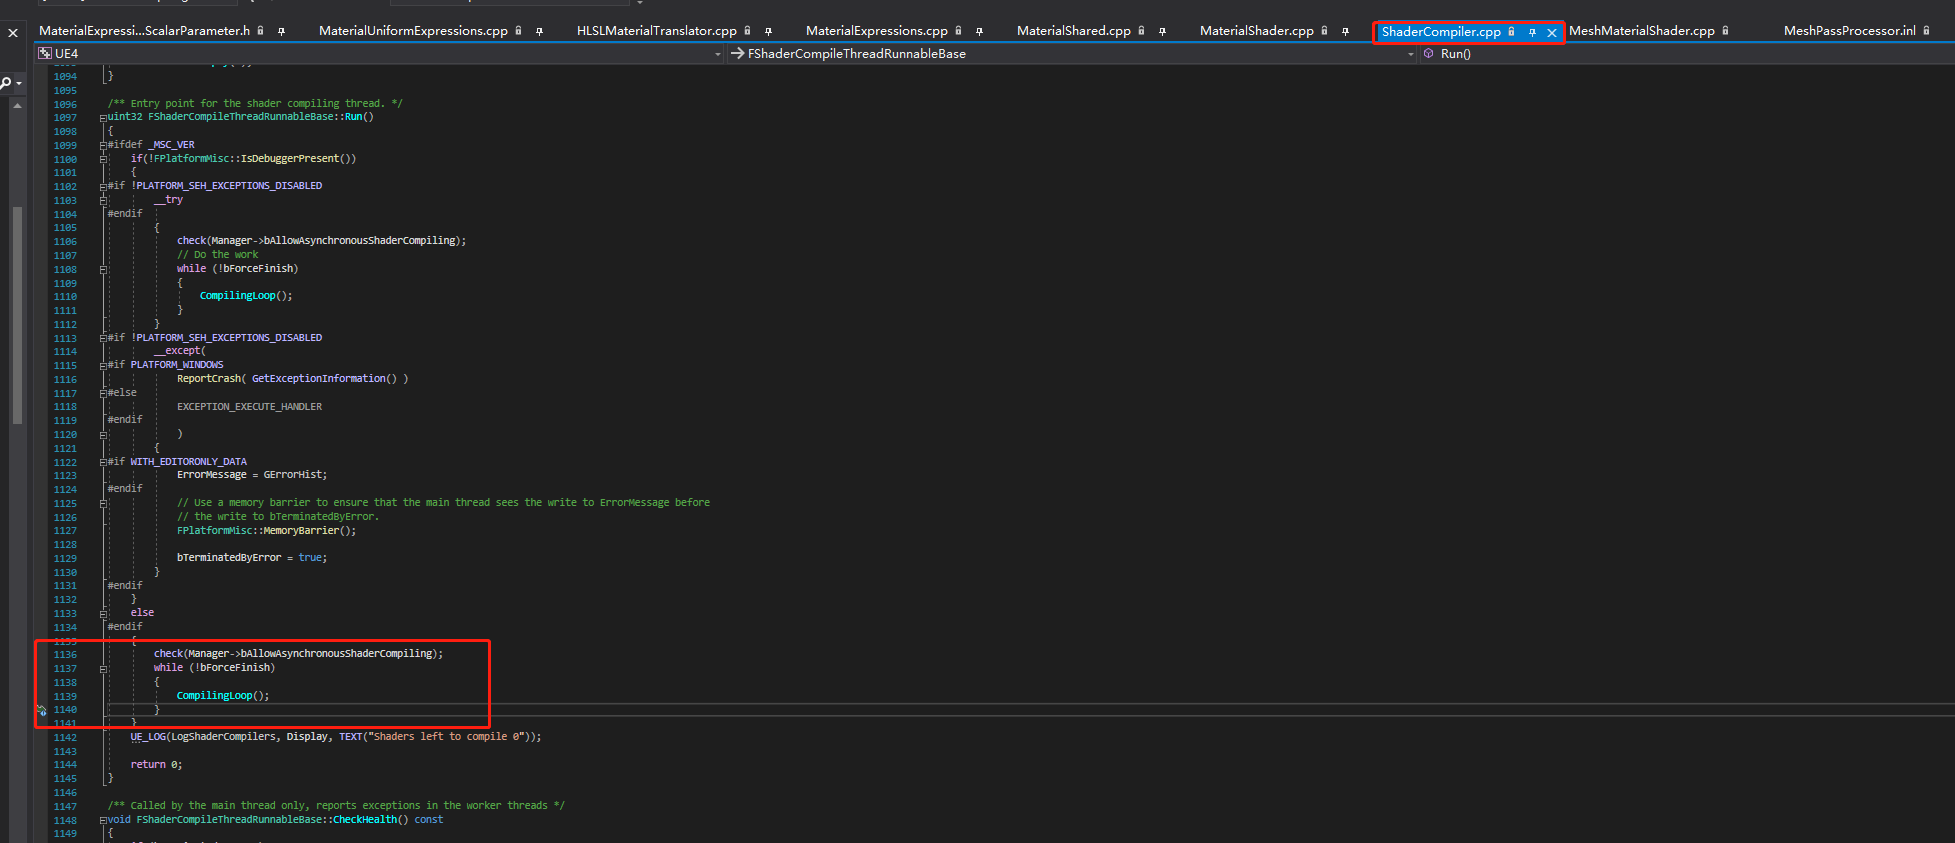 MaterialExpressi...ScalarParameter.h
MaterialUniformExpressions.cpp
HLSLMaterialTranslator.cpp
MaterialExpressions.cpp
MaterialShared.cpp
MaterialShader.cpp
ShaderCompiler.cpp
MeshMaterialShader.cpp
MeshPassProcessor.inl
UE4
FShaderCompileThreadRunnableBase
Run()
1094 }
1095
1096 /** Entry point for the shader compiling thread. */
1097 uint32 FShaderCompileThreadRunnableBase::Run()
1098 {
1099 #ifdef _MSC_VER
1100 if(!FPlatformMisc::IsDebuggerPresent())
1101 {
1102 #if !PLATFORM_SEH_EXCEPTIONS_DISABLED
1103 __try
1104 #endif
1105 {
1106 check(Manager->bAllowAsynchronousShaderCompiling);
1107 // Do the work
1108 while (!bForceFinish)
1109 {
1110 CompilingLoop();
1111 }
1112 }
1113 #if !PLATFORM_SEH_EXCEPTIONS_DISABLED
1114 __except(
1115 #if PLATFORM_WINDOWS
1116 ReportCrash( GetExceptionInformation() )
1117 #else
1118 EXCEPTION_EXECUTE_HANDLER
1119 #endif
1120 )
1121 {
1122 #if WITH_EDITORONLY_DATA
1123 ErrorMessage = GErrorHist;
1124 #endif
1125 // Use a memory barrier to ensure that the main thread sees the write to ErrorMessage before
1126 // the write to bTerminatedByError.
1127 FPlatformMisc::MemoryBarrier();
1128
1129 bTerminatedByError = true;
1130 }
1131 #endif
1132 }
1133 else
1134 #endif
1135 {
1136 check(Manager->bAllowAsynchronousShaderCompiling);
1137 while (!bForceFinish)
1138 {
1139 CompilingLoop();
1140 }
1141 }
1142 UE_LOG(LogShaderCompilers, Display, TEXT("Shaders left to compile 0"));
1143
1144 return 0;
1145 }
1146
1147 /** Called by the main thread only, reports exceptions in the worker threads */
1148 void FShaderCompileThreadRunnableBase::CheckHealth() const
1149 {